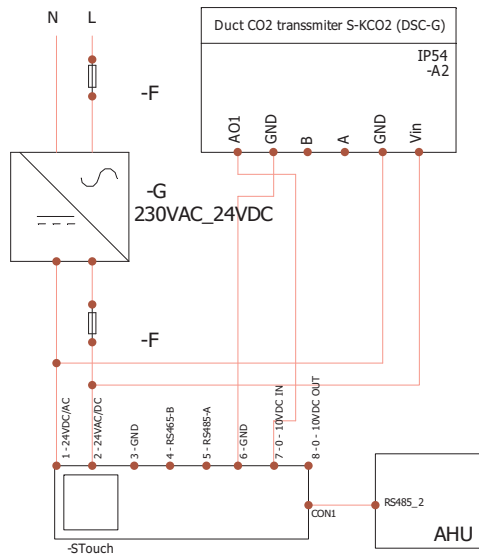 N L
Duct CO2 transsmiter S-KCO2 (DSC-G)
IP54
-A2
-F
AO1
GND
B
A
GND
Vin
-G
230VAC_24VDC
-F
1 - 24VDC/AC
2 - 24VAC/DC
3 - GND
4 - RS465-B
5 - RS485-A
6 - GND
7 - 0 - 10VDC IN
8 - 0 - 10VDC OUT
CON1
RS485_2
AHU
-STouch